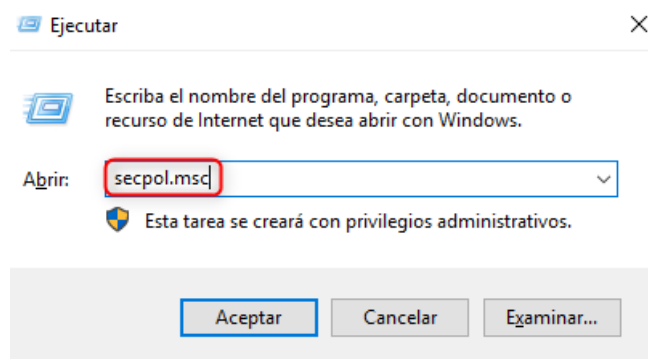 Ejecutar
Escriba el nombre del programa, carpeta, documento o
recurso de Internet que desea abrir con Windows.
Abrir: secpol.msc
Esta tarea se creará con privilegios administrativos.
Aceptar Cancelar Examinar...